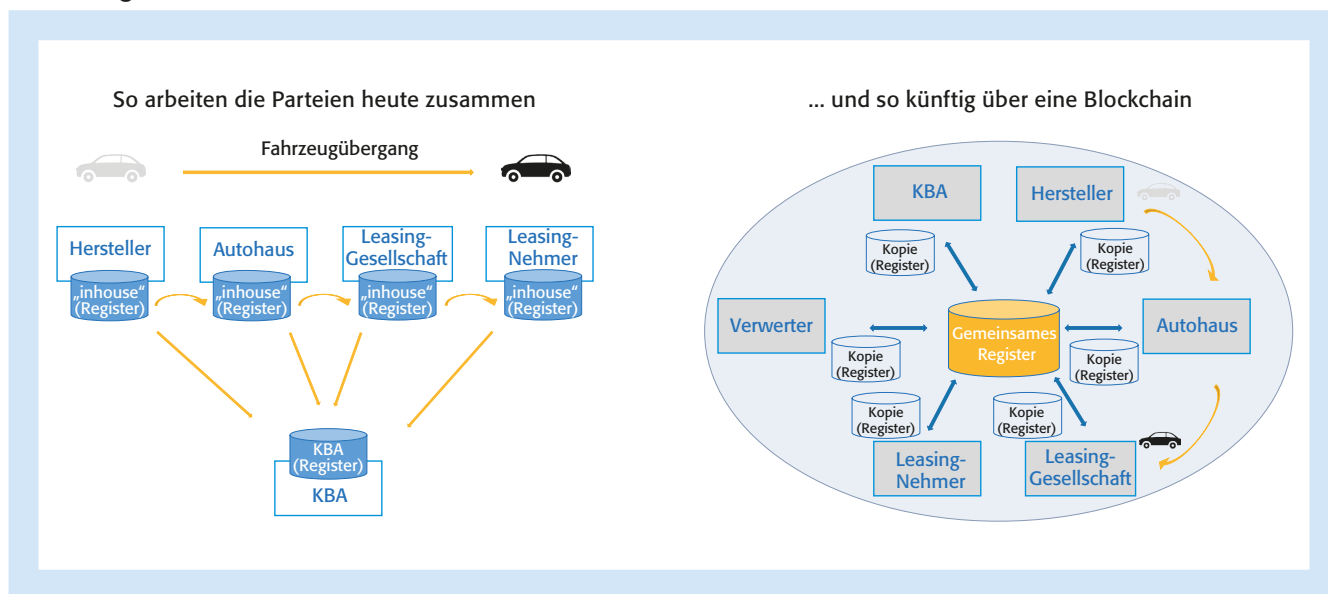 So arbeiten die Parteien heute zusammen
Fahrzeugübergang
Hersteller
„inhouse“
(Register)
Autohaus
„inhouse“
(Register)
Leasing-
Gesellschaft
„inhouse“
(Register)
Leasing-
Nehmer
„inhouse“
(Register)
KBA
(Register)
KBA
... und so künftig über eine Blockchain
KBA
Kopie
(Register)
Hersteller
Kopie
(Register)
Verwerter
Kopie
(Register)
Gemeinsames
Register
Autohaus
Kopie
(Register)
Kopie
(Register)
Leasing-
Nehmer
Kopie
(Register)
Leasing-
Gesellschaft